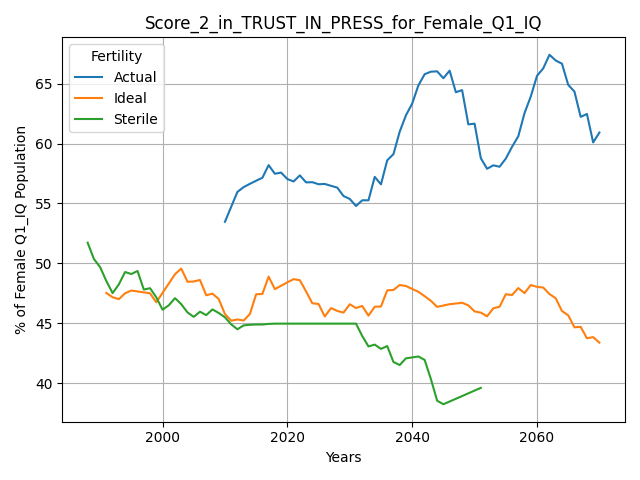 Score_2_in_TRUST_IN_PRESS_for_Female_Q1_IQ
Fertility
Actual
Ideal
Sterile
% of Female Q1_IQ Population
65
60
55
50
45
40
2000
2020
2040
2060
Years